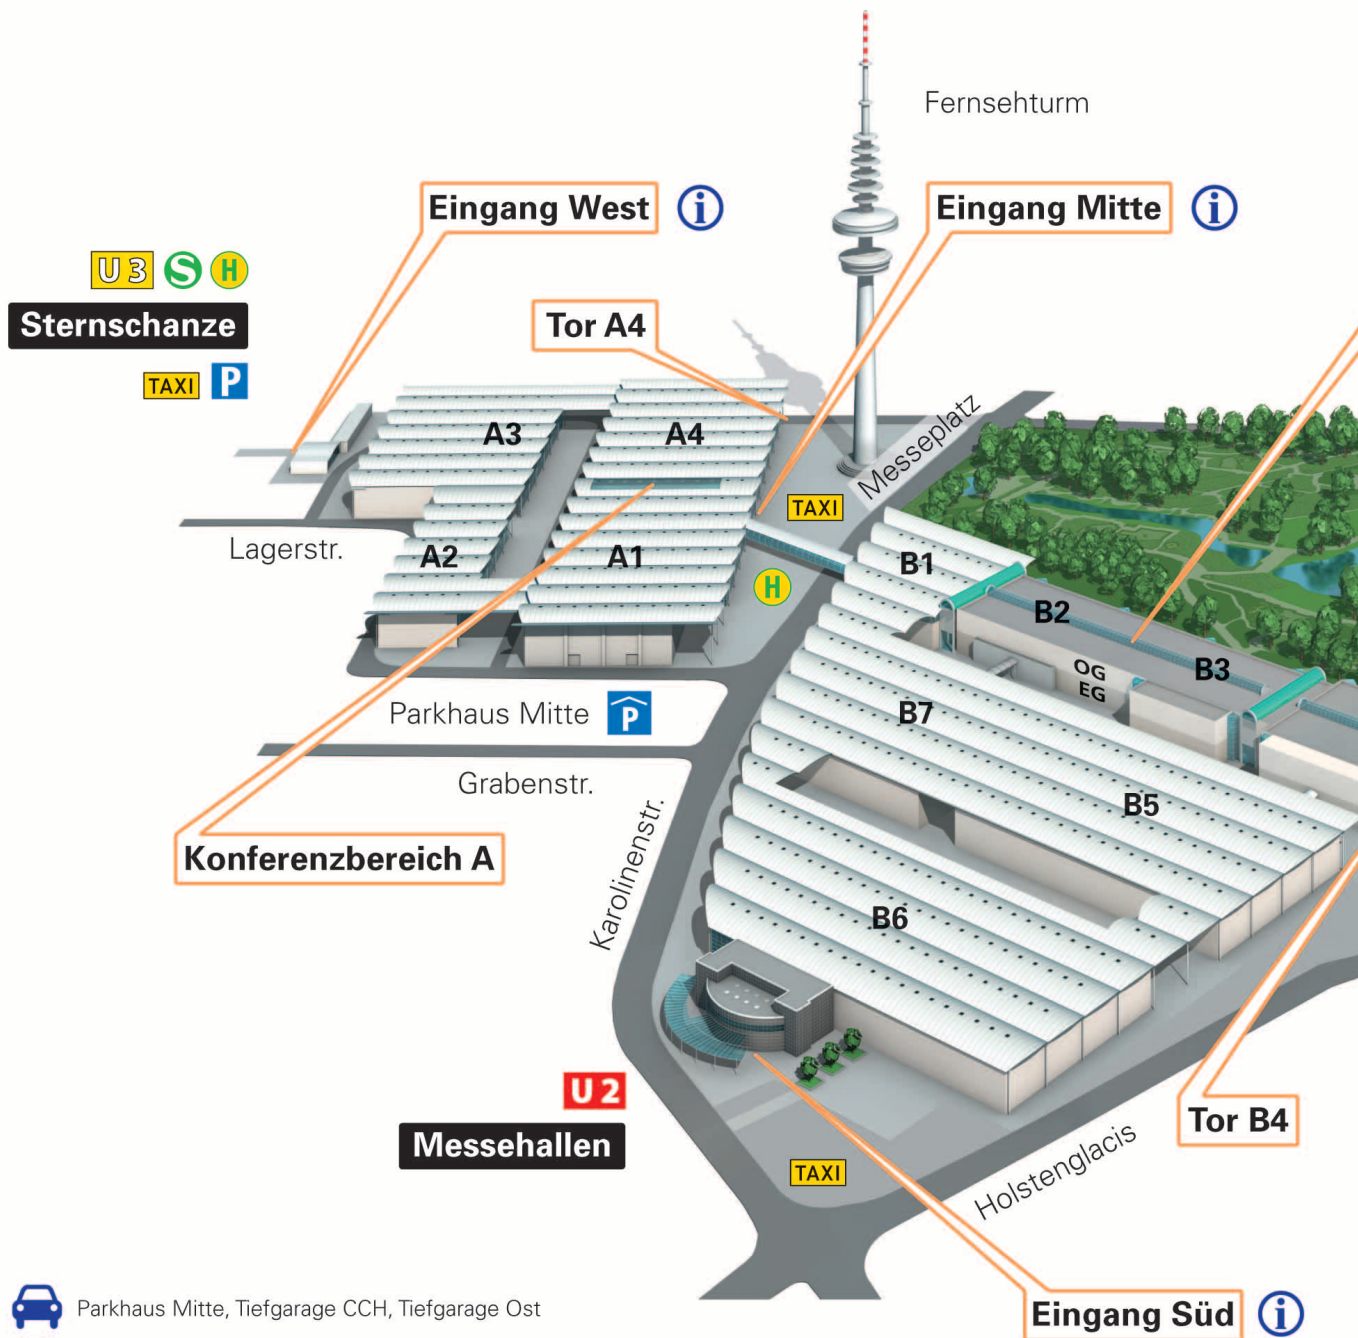 Fernsehturm
Eingang West i
Eingang Mitte i
U3 S H
Sternschanze
TAXI P
Tor A4
Messeplatz
A3
A4
TAXI
Lagerstr.
A2
A1
H
B1
B2
B3
OG
EG
Parkhaus Mitte P
B7
Grabenstr.
B5
Karolinenstr.
Konferenzbereich A
B6
U2
Messehallen
Tor B4
TAXI
Holstenglacis
Parkhaus Mitte, Tiefgarage CCH, Tiefgarage Ost
Eingang Süd i